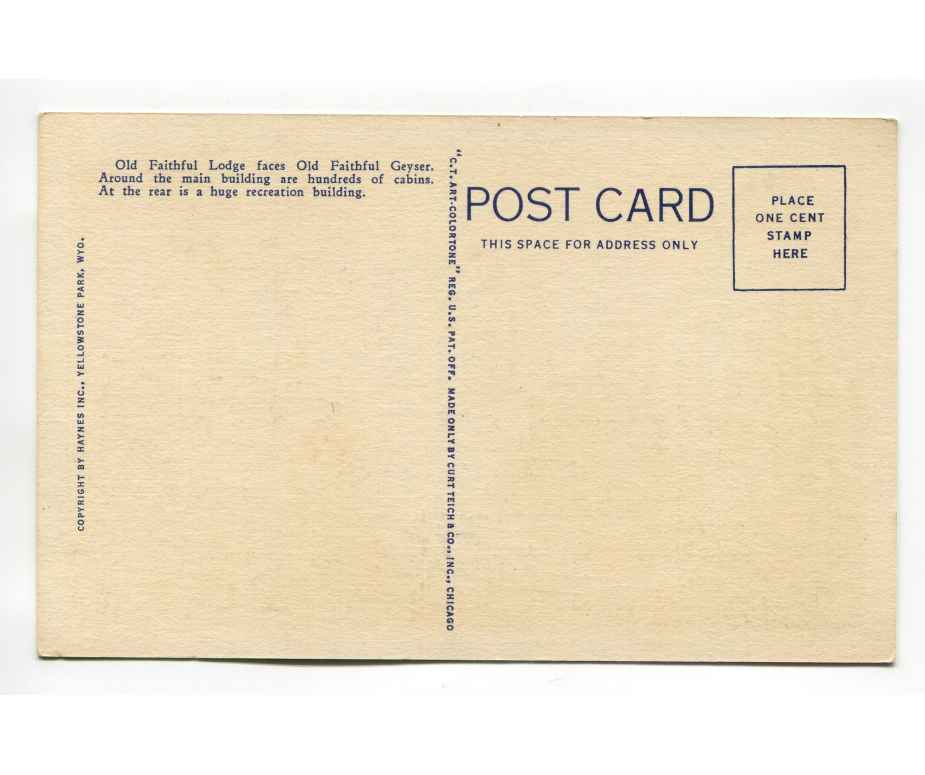 Old Faithful Lodge faces Old Faithful Geyser.
Around the main building are hundreds of cabins.
At the rear is a huge recreation building.
COPYRIGHT BY HAYNES INC., YELLOWSTONE PARK, WYO.
"C.T. ART-COLORTONE" REG. U.S. PAT. OFF. MADE ONLY BY CURT TEICH & CO., INC., CHICAGO
POST CARD
THIS SPACE FOR ADDRESS ONLY
PLACE
ONE CENT
STAMP
HERE